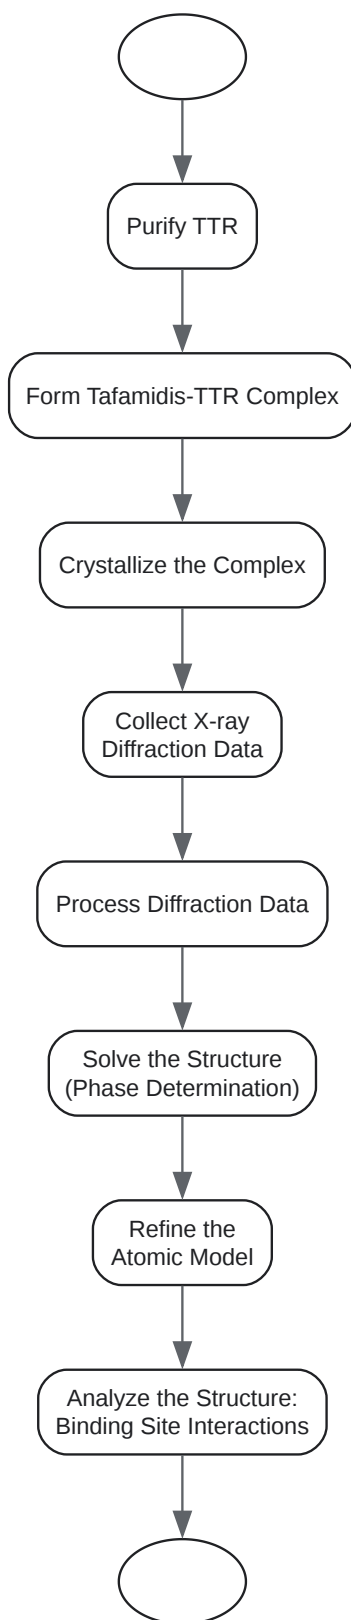 Purify TTR
Form Tafamidis-TTR Complex
Crystallize the Complex
Collect X-ray
Diffraction Data
Process Diffraction Data
Solve the Structure
(Phase Determination)
Refine the
Atomic Model
Analyze the Structure:
Binding Site Interactions